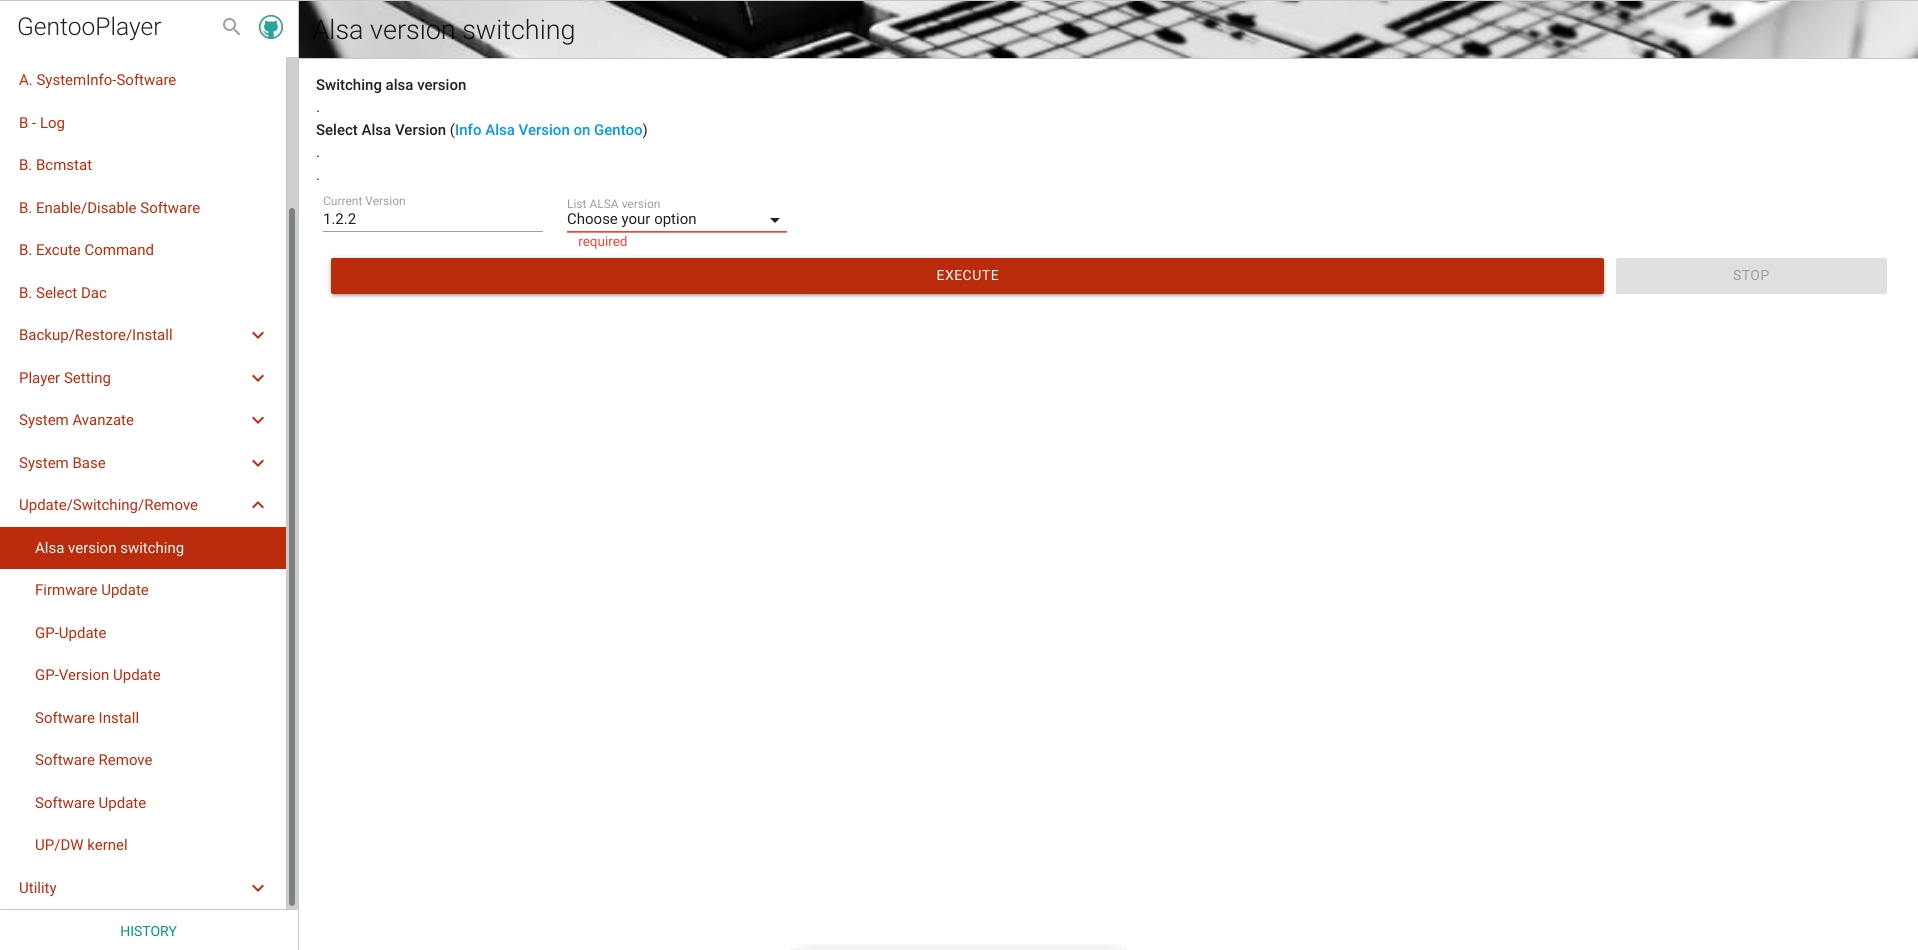 GentooPlayer
A. SystemInfo-Software
B - Log
B. Bcmstat
B. Enable/Disable Software
B. Excute Command
B. Select Dac
Backup/Restore/Install
Player Setting
System Avanzate
System Base
Update/Switching/Remove
Alsa version switching
Firmware Update
GP-Update
GP-Version Update
Software Install
Software Remove
Software Update
UP/DW kernel
Utility
HISTORY
Alsa version switching
Switching alsa version
.
Select Alsa Version (Info Alsa Version on Gentoo)
.
.
Current Version
1.2.2
List ALSA version
Choose your option
required
EXECUTE
STOP